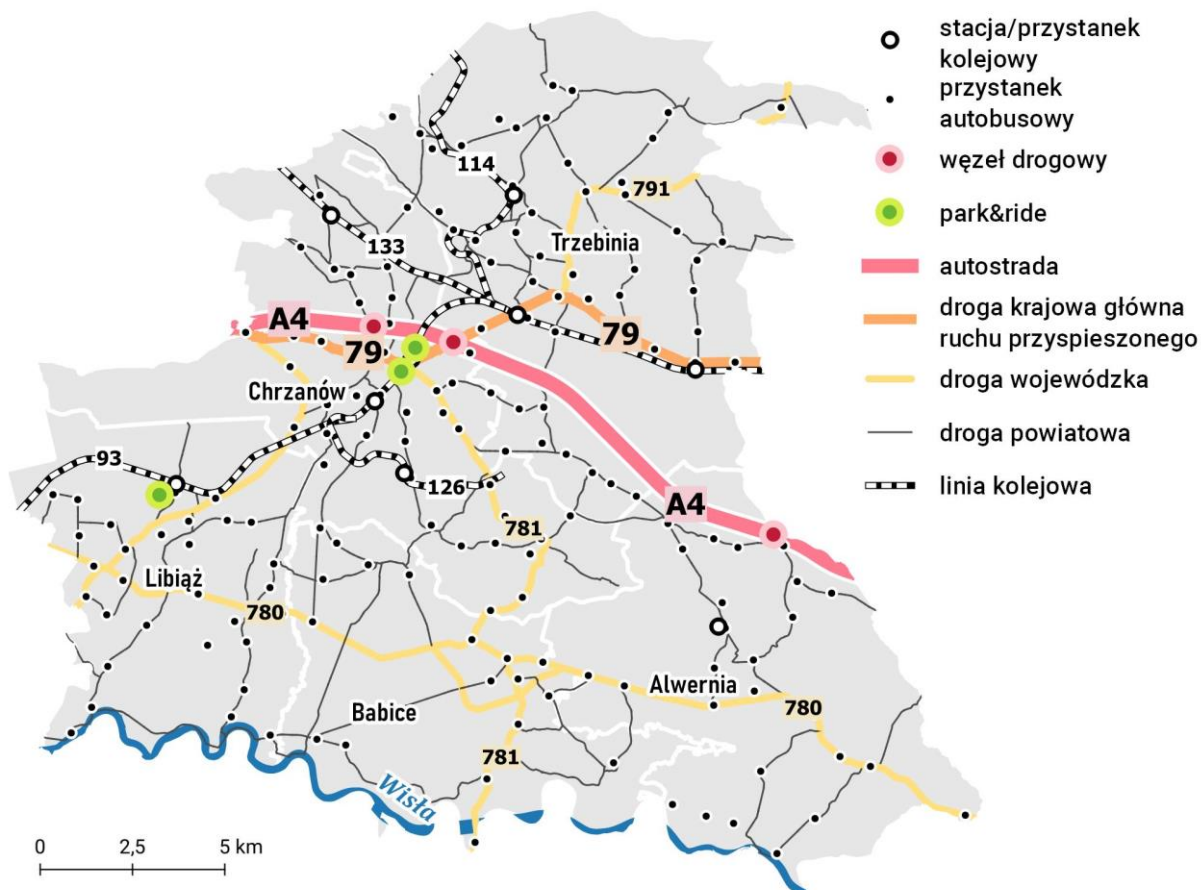 stacja/przystanek
kolejowy
przystanek
autobusowy
węzeł drogowy
park&ride
autostrada
droga krajowa główna
ruchu przyspieszonego
droga wojewódzka
droga powiatowa
linia kolejowa
114
791
133
Trzebinia
A4
79
79
Chrzanów
93
126
A4
781
Libiąż
780
Alwernia
Babice
780
781
Wisła
0 2,5 5 km